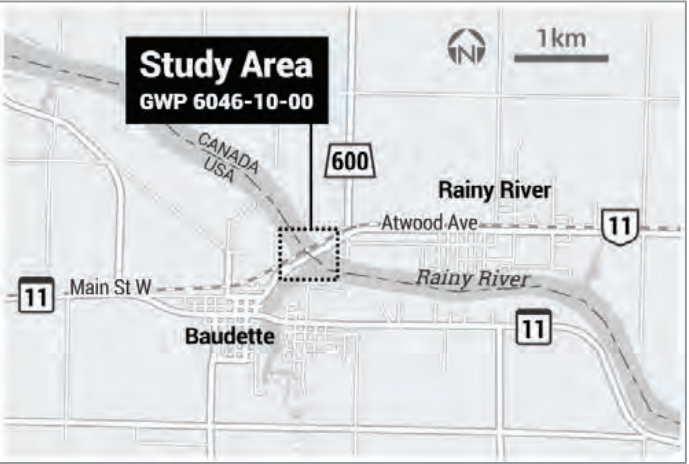 Study Area
GWP 6046-10-00
N
1km
CANADA
USA
600
Rainy River
Atwood Ave
11
Rainy River
Main St W
11
11
Baudette